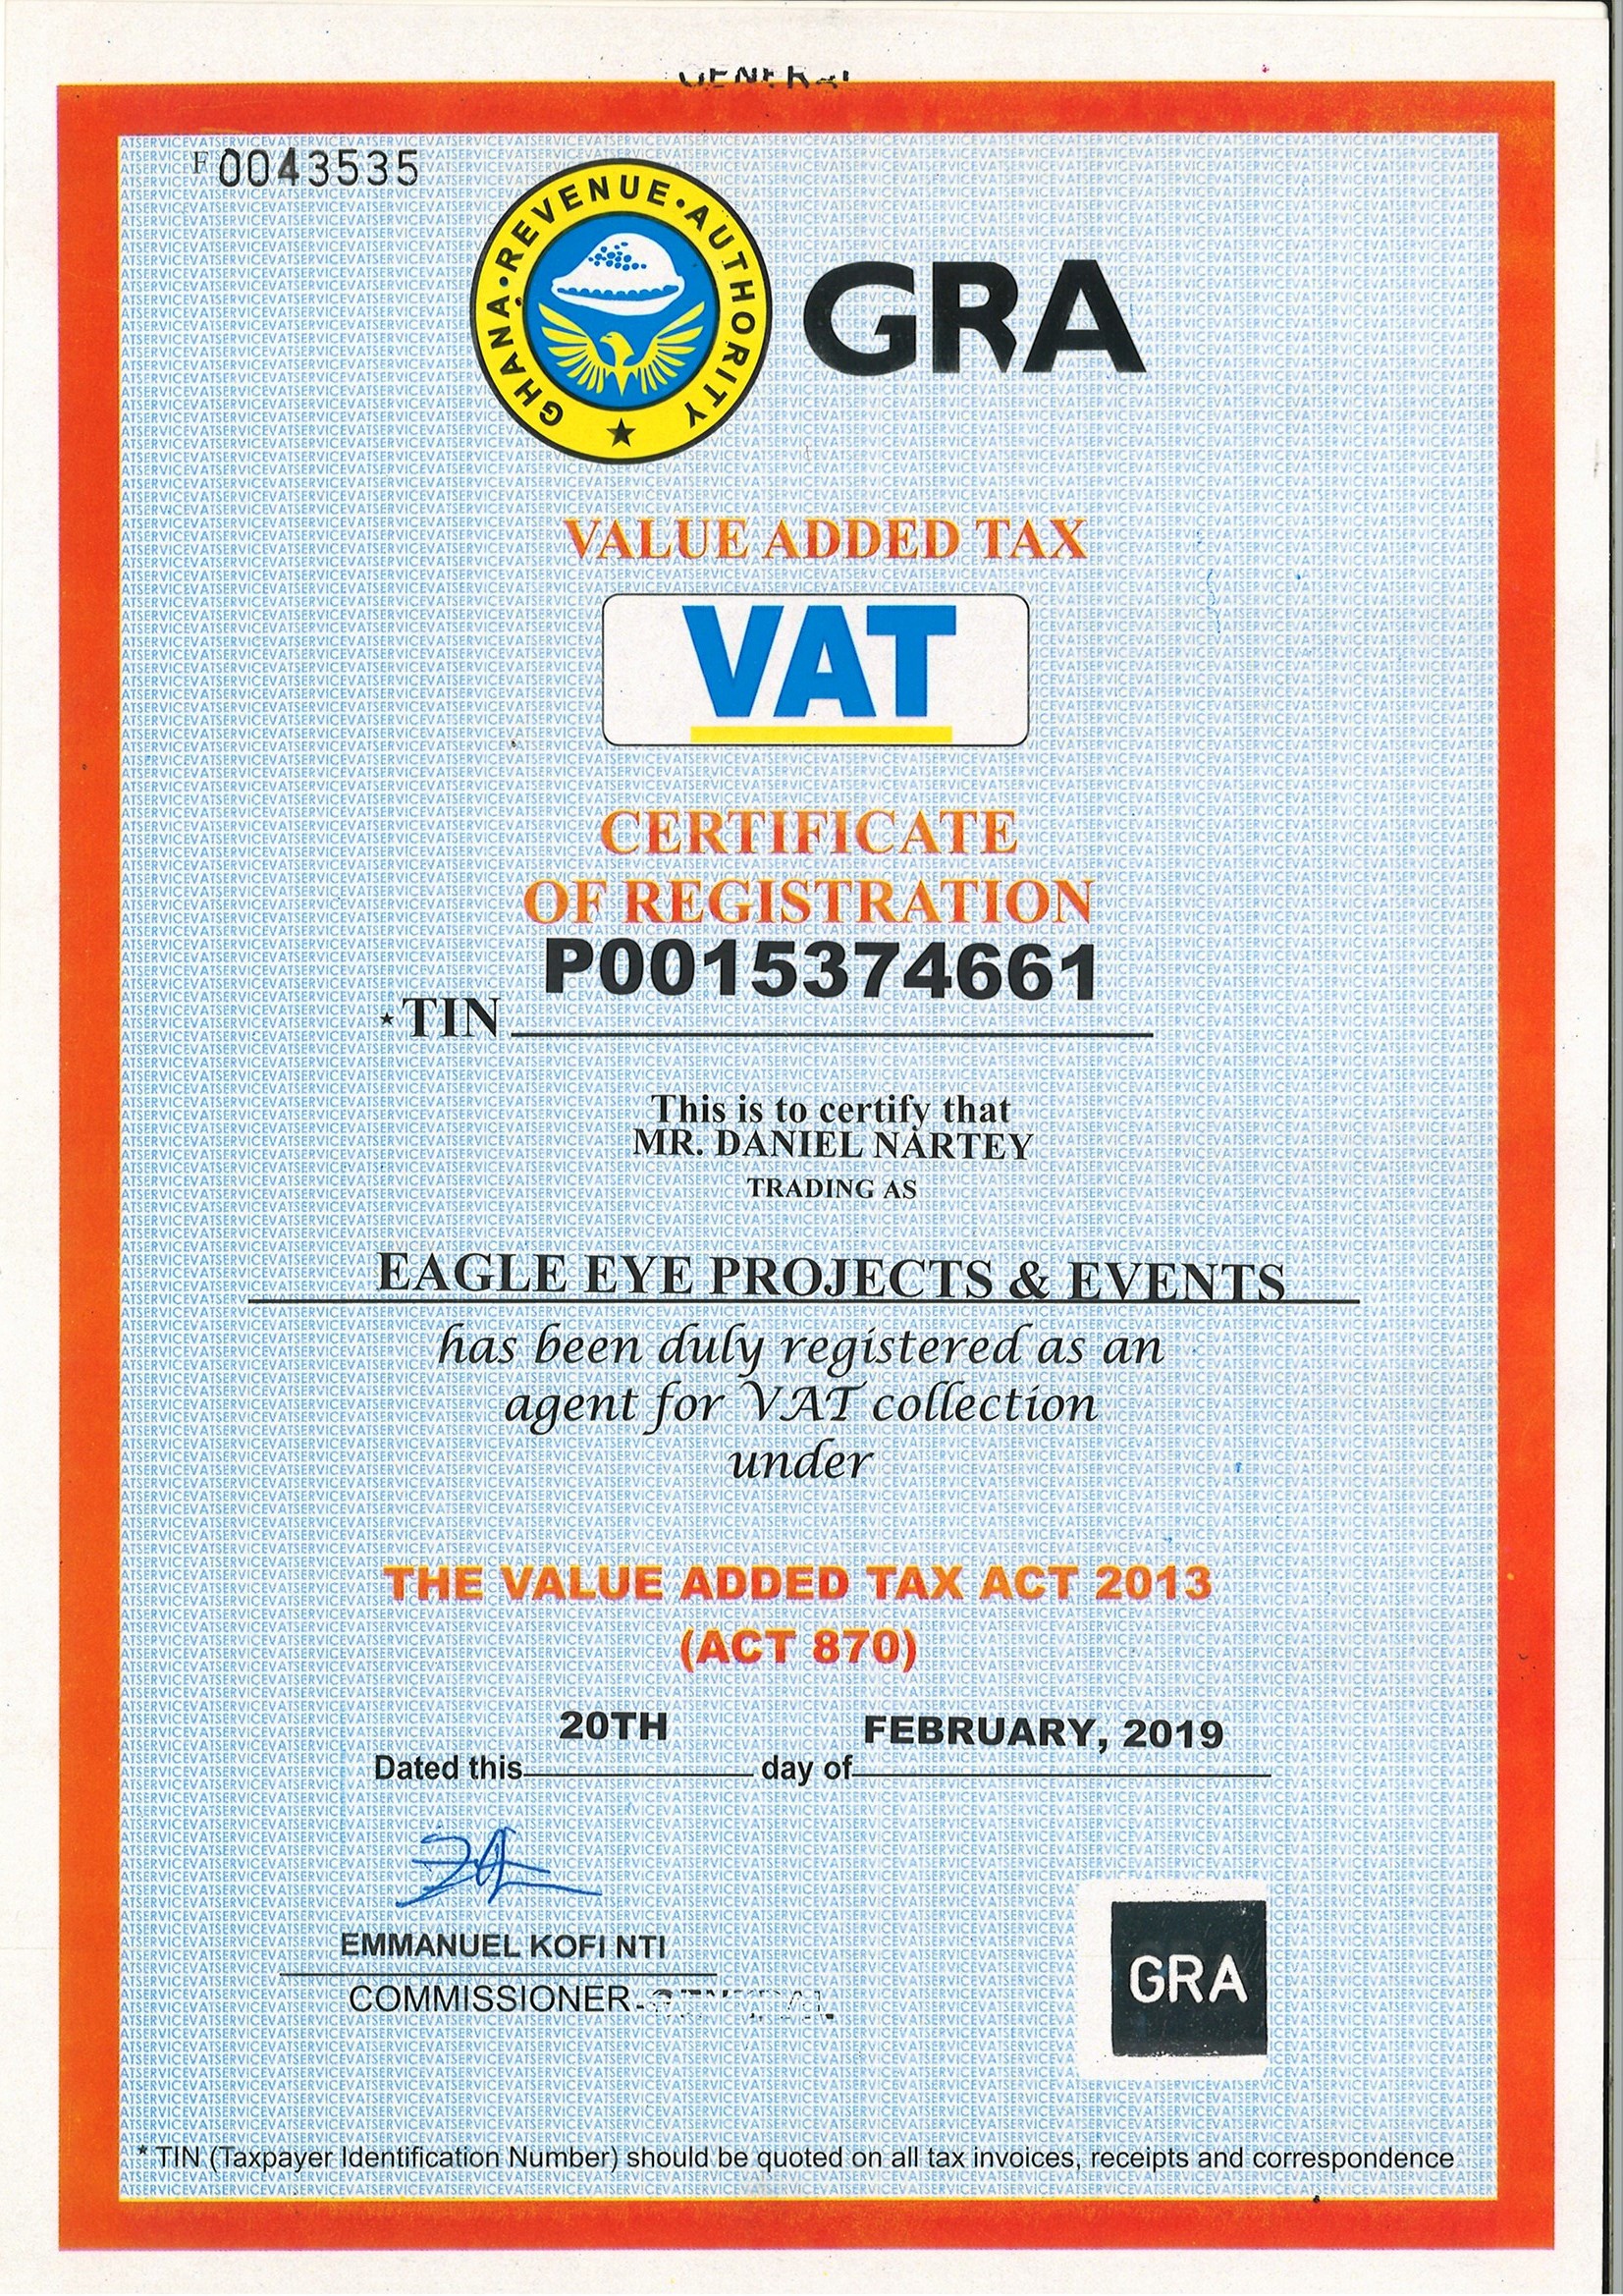 GENERAL
F0043535
GHANA·REVENUE·AUTHORITY
GRA
VALUE ADDED TAX
VAT
CERTIFICATE
OF REGISTRATION
P0015374661
*TIN
This is to certify that
MR. DANIEL NARTEY
TRADING AS
EAGLE EYE PROJECTS & EVENTS
has been duly registered as an
agent for VAT collection
under
THE VALUE ADDED TAX ACT 2013
(ACT 870)
20TH FEBRUARY, 2019
Dated this day of
EMMANUEL KOFI NTI
COMMISSIONER-GENERAL
GRA
* TIN (Taxpayer Identification Number) should be quoted on all tax invoices, receipts and correspondence